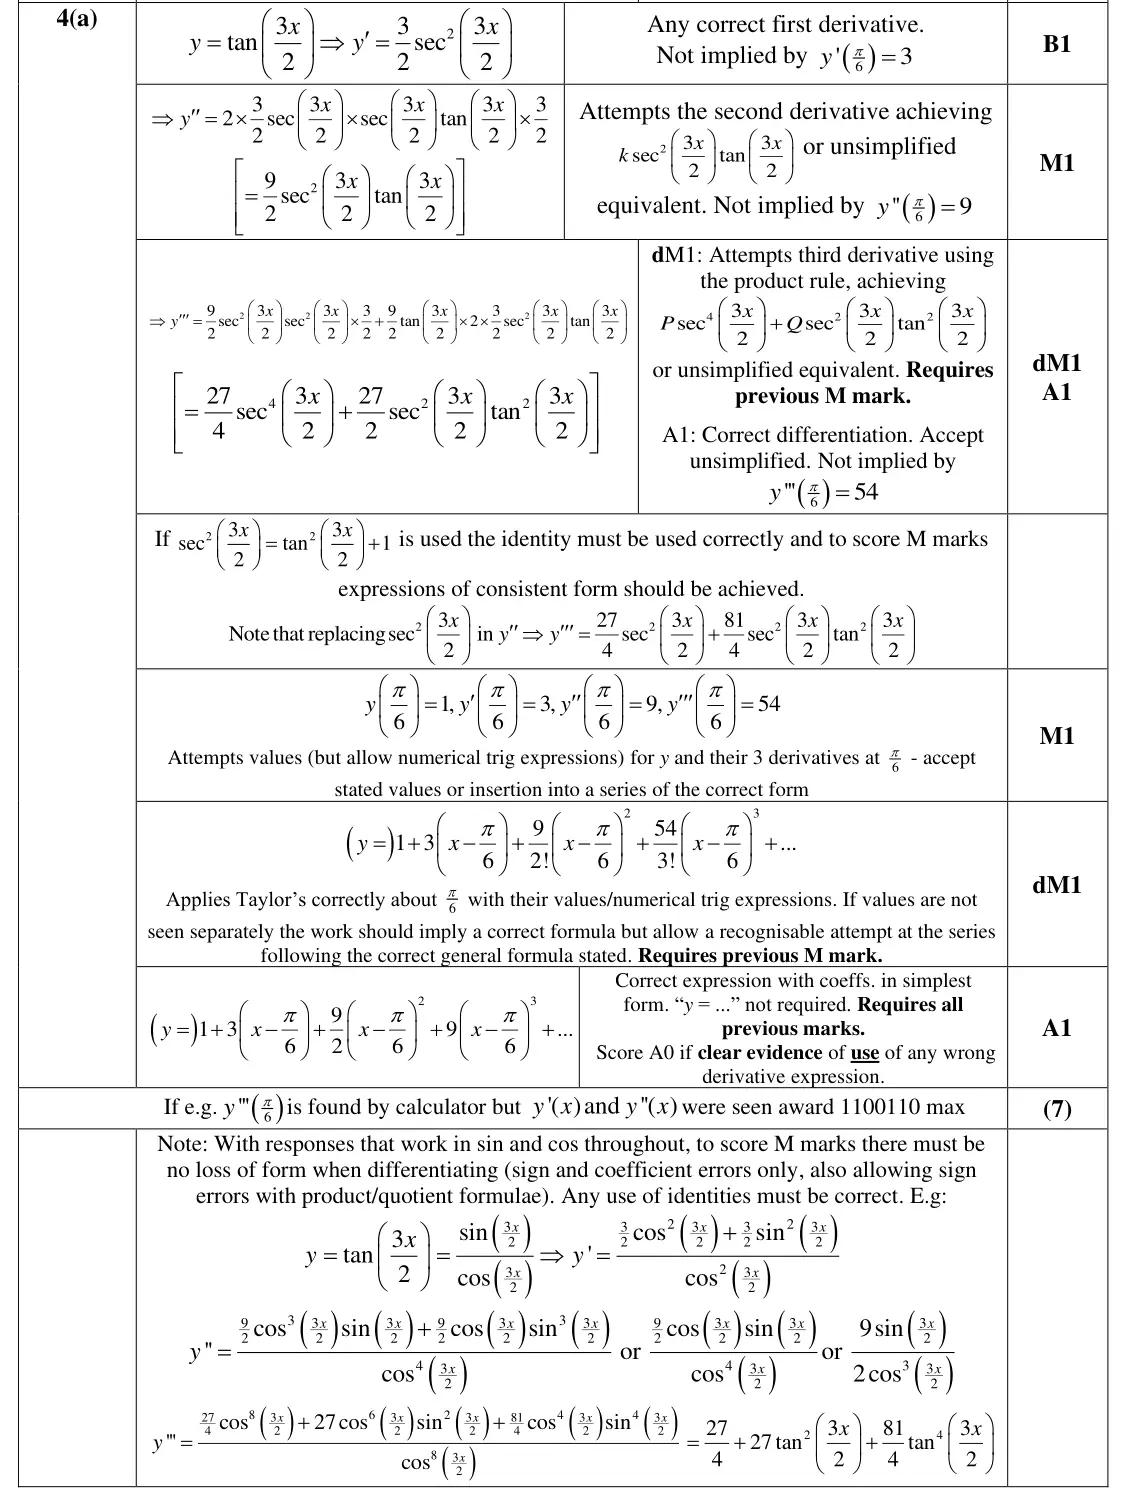 4(a)
y = tan(3x/2) ⇒ y′ = 3/2 sec²(3x/2)
Any correct first derivative.
Not implied by y'(π/6) = 3
B1
⇒ y″ = 2 × 3/2 sec(3x/2) × sec(3x/2) tan(3x/2) × 3/2
[= 9/2 sec²(3x/2) tan(3x/2)]
Attempts the second derivative achieving
k sec²(3x/2) tan(3x/2) or unsimplified
equivalent. Not implied by y"(π/6) = 9
M1
⇒ y‴ = 9/2 sec²(3x/2) sec²(3x/2) × 3/2 + 9/2 tan(3x/2) × 2 × 3/2 sec²(3x/2) tan(3x/2)
[= 27/4 sec⁴(3x/2) + 27/2 sec²(3x/2) tan²(3x/2)]
dM1: Attempts third derivative using
the product rule, achieving
P sec⁴(3x/2) + Q sec²(3x/2) tan²(3x/2)
or unsimplified equivalent. Requires
previous M mark.
A1: Correct differentiation. Accept
unsimplified. Not implied by
y'''(π/6) = 54
dM1
A1
If sec²(3x/2) = tan²(3x/2) + 1 is used the identity must be used correctly and to score M marks
expressions of consistent form should be achieved.
Note that replacing sec²(3x/2) in y″ ⇒ y‴ = 27/4 sec²(3x/2) + 81/4 sec²(3x/2) tan²(3x/2)
y(π/6) = 1, y′(π/6) = 3, y″(π/6) = 9, y‴(π/6) = 54
Attempts values (but allow numerical trig expressions) for y and their 3 derivatives at π/6 - accept
stated values or insertion into a series of the correct form
M1
(y =)1 + 3(x − π/6) + 9/2!(x − π/6)² + 54/3!(x − π/6)³ + ...
Applies Taylor's correctly about π/6 with their values/numerical trig expressions. If values are not
seen separately the work should imply a correct formula but allow a recognisable attempt at the series
following the correct general formula stated. Requires previous M mark.
dM1
(y =)1 + 3(x − π/6) + 9/2(x − π/6)² + 9(x − π/6)³ + ...
Correct expression with coeffs. in simplest
form. "y = ..." not required. Requires all
previous marks.
Score A0 if clear evidence of use of any wrong
derivative expression.
A1
If e.g. y'''(π/6) is found by calculator but y'(x) and y"(x) were seen award 1100110 max
(7)
Note: With responses that work in sin and cos throughout, to score M marks there must be
no loss of form when differentiating (sign and coefficient errors only, also allowing sign
errors with product/quotient formulae). Any use of identities must be correct. E.g:
y = tan(3x/2) = sin(3x/2)/cos(3x/2) ⇒ y' = (3/2 cos²(3x/2) + 3/2 sin²(3x/2))/cos²(3x/2)
y" = (9/2 cos³(3x/2) sin(3x/2) + 9/2 cos(3x/2) sin³(3x/2))/cos⁴(3x/2) or (9/2 cos(3x/2) sin(3x/2))/cos⁴(3x/2) or 9 sin(3x/2)/2 cos³(3x/2)
y''' = (27/4 cos⁸(3x/2) + 27 cos⁶(3x/2) sin²(3x/2) + 81/4 cos⁴(3x/2) sin⁴(3x/2))/cos⁸(3x/2) = 27/4 + 27 tan²(3x/2) + 81/4 tan⁴(3x/2)